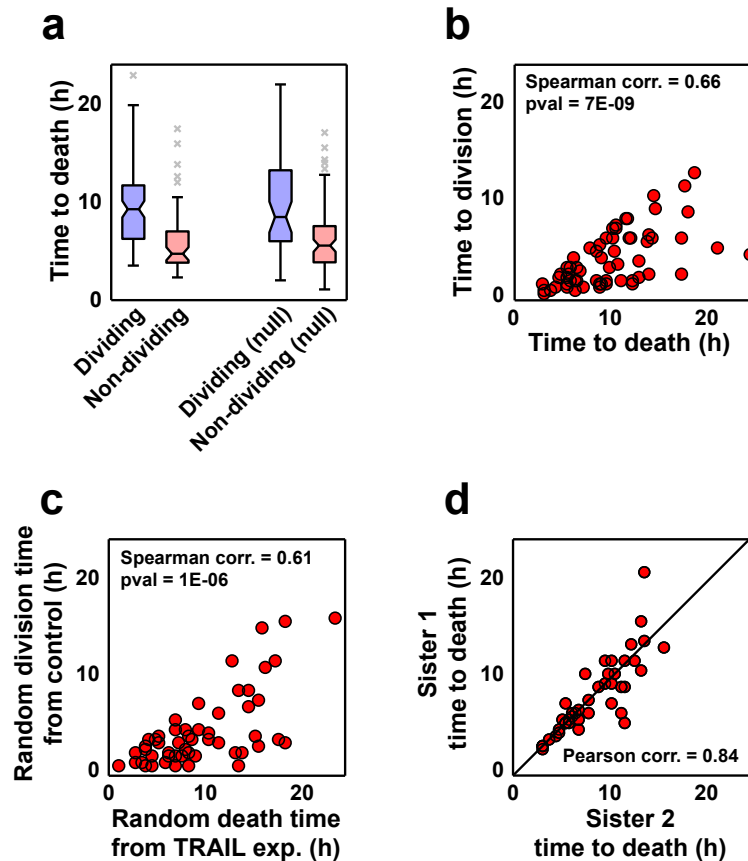 a
Time to death (h)
20
10
0
Dividing
Non-dividing
Dividing (null)
Non-dividing (null)
b
Time to division (h)
Spearman corr. = 0.66
pval = 7E-09
20
10
0
0
10
20
Time to death (h)
c
Random division time
from control (h)
Spearman corr. = 0.61
pval = 1E-06
20
10
0
0
10
20
Random death time
from TRAIL exp. (h)
d
Sister 1
time to death (h)
20
10
0
Pearson corr. = 0.84
0
10
20
Sister 2
time to death (h)